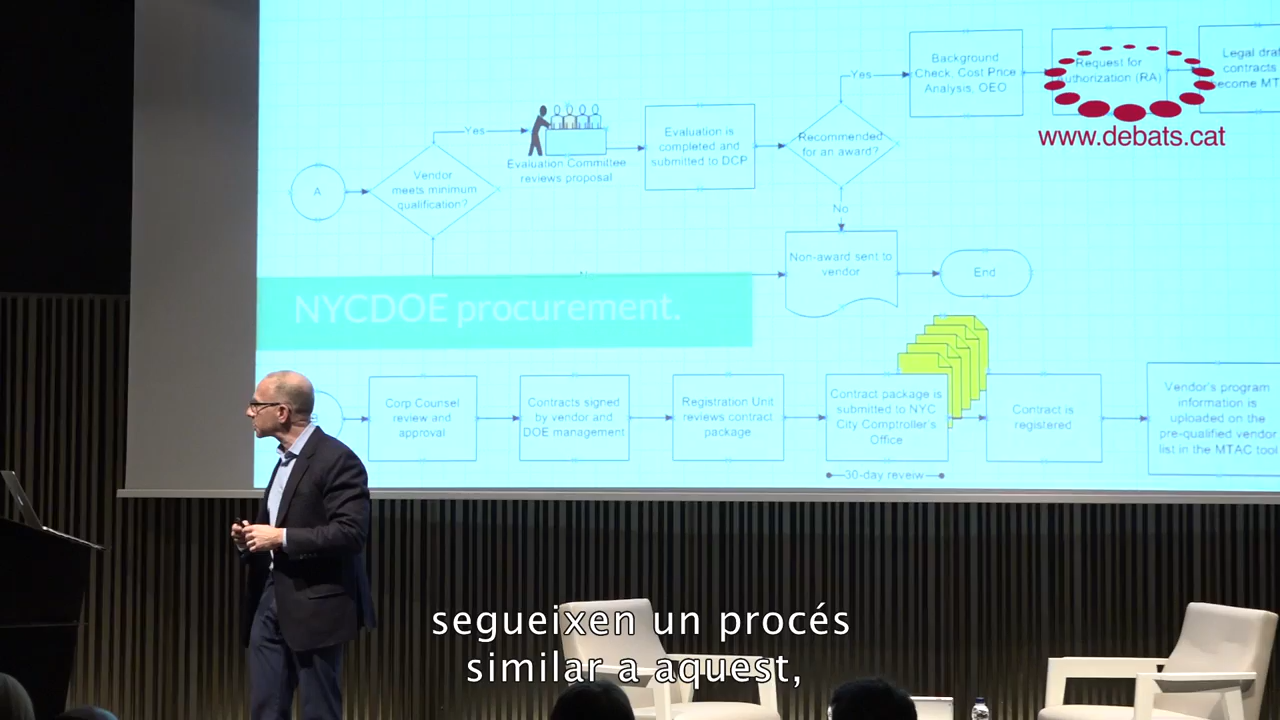 Yes
Background
Check, Cost Price
Analysis, OEO
Request for
Authorization (RA)
Legal
contracts
become
www.debats.cat
A
Vendor
meets minimum
qualification?
Yes
Evaluation Committee
reviews proposal
Evaluation is
completed and
submitted to DCP
Recommended
for an award?
No
Non-award sent to
vendor
End
NYCDOE procurement.
Corp Counsel
review and
approval
Contracts signed
by vendor and
DOE management
Registration Unit
reviews contract
package
Contract package is
submitted to NYC
City Comptroller's
Office
30-day reveiw
Contract is
registered
Vendor's program
information is
uploaded on the
pre-qualified vendor
list in the MTAC tool
segueixen un procés
similar a aquest,